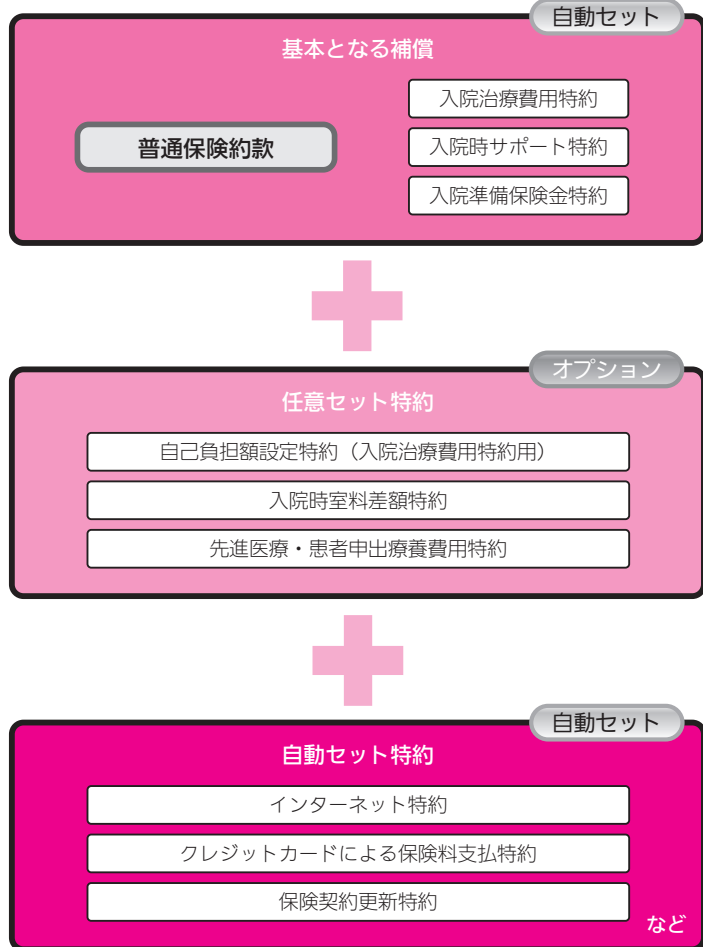 自動セット
基本となる補償
普通保険約款
入院治療費用特約
入院時サポート特約
入院準備保険金特約
オプション
任意セット特約
自己負担額設定特約（入院治療費用特約用）
入院時室料差額特約
先進医療・患者申出療養費用特約
自動セット
自動セット特約
インターネット特約
クレジットカードによる保険料支払特約
保険契約更新特約
など